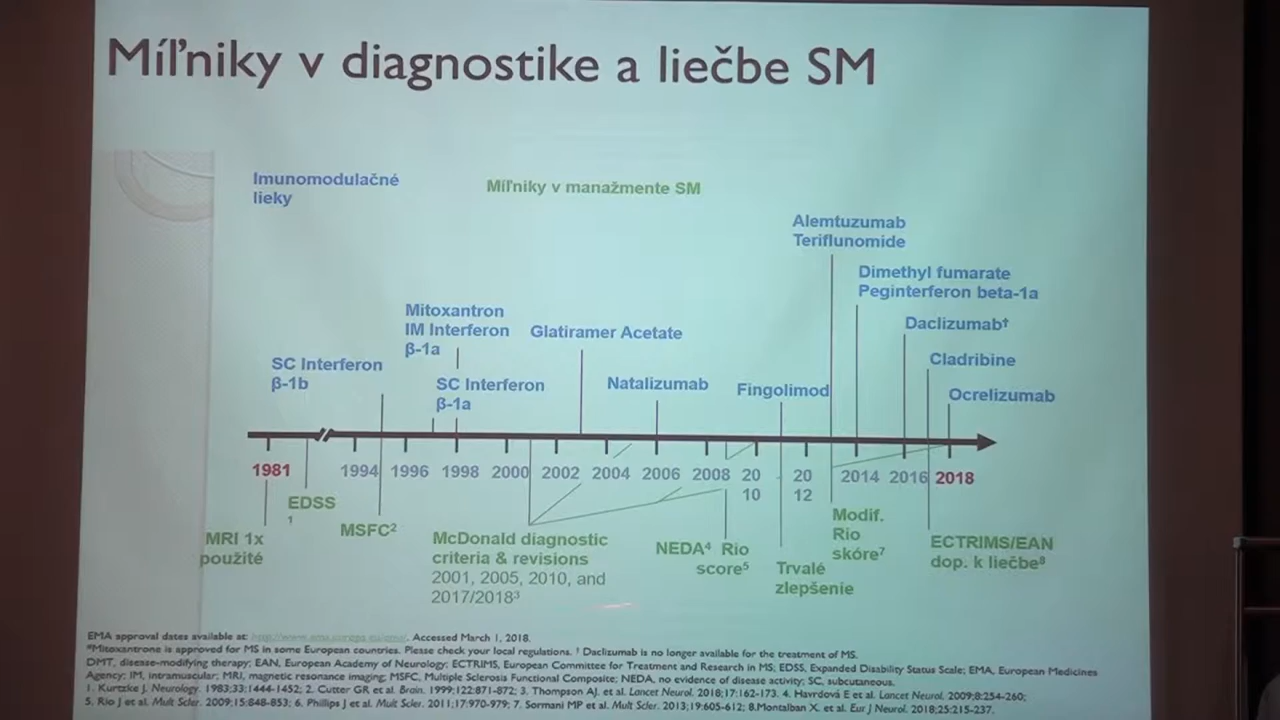 Míľniky v diagnostike a liečbe SM
Imunomodulačné
lieky
Míľniky v manažmente SM
Alemtuzumab
Teriflunomide
Dimethyl fumarate
Peginterferon beta-1a
Mitoxantron
IM Interferon
β-1a
Glatiramer Acetate
Daclizumab†
SC Interferon
β-1b
SC Interferon
β-1a
Natalizumab
Fingolimod
Cladribine
Ocrelizumab
1981 1994 1996 1998 2000 2002 2004 2006 2008 20 20 2014 2016 2018
10 12
EDSS
1
MSFC²
MRI 1x
použité
McDonald diagnostic
criteria & revisions
2001, 2005, 2010, and
2017/2018³
NEDA⁴ Rio
score⁵
Trvalé
zlepšenie
Modif.
Rio
skóre⁷
ECTRIMS/EAN
dop. k liečbe⁸
EMA approval dates available at: Accessed March 1, 2018.
*Mitoxantrone is approved for MS in some European countries. Please check your local regulations. † Daclizumab is no longer available for the treatment of MS.
DMT, disease-modifying therapy; EAN, European Academy of Neurology; ECTRIMS, European Committee for Treatment and Research in MS; EDSS, Expanded Disability Status Scale; EMA, European Medicines
Agency; IM, intramuscular; MRI, magnetic resonance imaging; MSFC, Multiple Sclerosis Functional Composite; NEDA, no evidence of disease activity; SC, subcutaneous.
1. Kurtzke J. Neurology. 1983;33:1444-1452; 2. Cutter GR et al. Brain. 1999;122:871-872; 3. Thompson AJ. et al. Lancet Neurol. 2018;17:162-173. 4. Havrdová E et al. Lancet Neurol. 2009;8:254-260;
5. Rio J et al. Mult Scler. 2009;15:848-853; 6. Phillips J et al. Mult Scler. 2011;17:970-979; 7. Sormani MP et al. Mult Scler. 2013;19:605-612; 8.Montalban X. et al. Eur J Neurol. 2018;25:215-237.